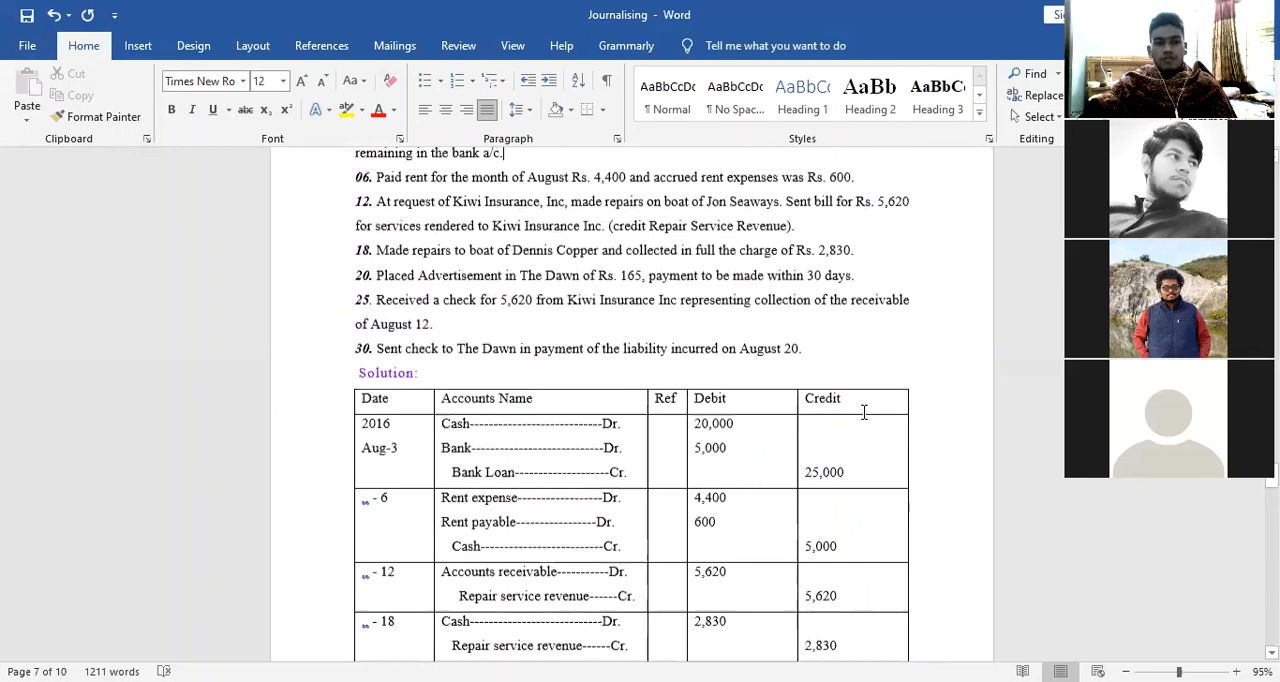 Journalising - Word
File Home Insert Design Layout References Mailings Review View Help Grammarly Tell me what you want to do
Paste
Cut
Copy
Format Painter
Clipboard
Times New Ro 12
B I U abc x₂ x²
Font
Paragraph
AaBbCcDc AaBbCcDc AaBbC AaBb AaBbC
¶ Normal ¶ No Spac... Heading 1 Heading 2 Heading 3
Styles
Find
Replace
Select
Editing
remaining in the bank a/c.
06. Paid rent for the month of August Rs. 4,400 and accrued rent expenses was Rs. 600.
12. At request of Kiwi Insurance, Inc, made repairs on boat of Jon Seaways. Sent bill for Rs. 5,620
for services rendered to Kiwi Insurance Inc. (credit Repair Service Revenue).
18. Made repairs to boat of Dennis Copper and collected in full the charge of Rs. 2,830.
20. Placed Advertisement in The Dawn of Rs. 165, payment to be made within 30 days.
25. Received a check for 5,620 from Kiwi Insurance Inc representing collection of the receivable
of August 12.
30. Sent check to The Dawn in payment of the liability incurred on August 20.
Solution:
Date Accounts Name Ref Debit Credit
2016 Cash----------------------------Dr. 20,000
Aug-3 Bank----------------------------Dr. 5,000
Bank Loan----------------------Cr. 25,000
„ - 6 Rent expense------------------Dr. 4,400
Rent payable-----------------Dr. 600
Cash--------------------------Cr. 5,000
„ - 12 Accounts receivable-----------Dr. 5,620
Repair service revenue------Cr. 5,620
„ - 18 Cash----------------------------Dr. 2,830
Repair service revenue------Cr. 2,830
Page 7 of 10 1211 words
95%